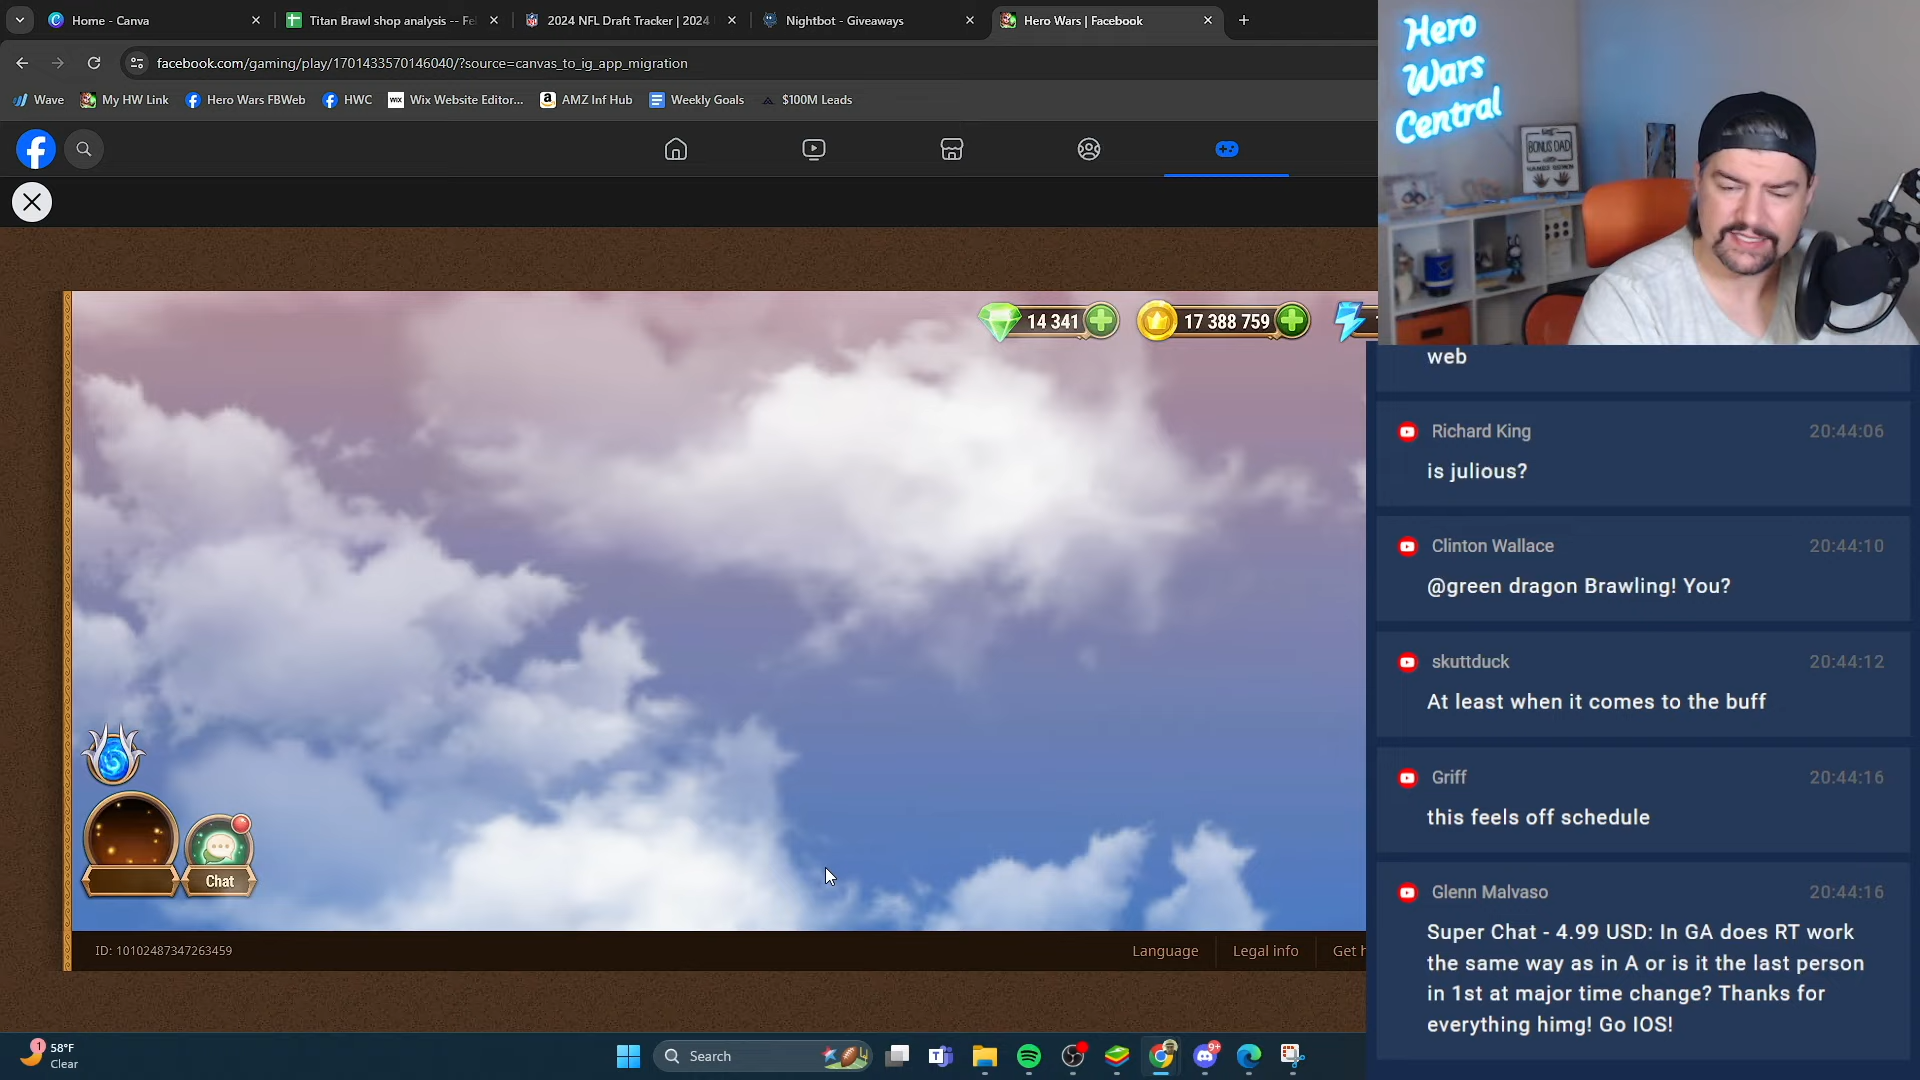 Home - Canva
Titan Brawl shop analysis -- Fe
2024 NFL Draft Tracker | 2024
Nightbot - Giveaways
Hero Wars | Facebook
facebook.com/gaming/play/1701433570146040/?source=canvas_to_ig_app_migration
Wave
My HW Link
Hero Wars FBWeb
HWC
WIX
Wix Website Editor...
AMZ Inf Hub
Weekly Goals
$100M Leads
Hero
Wars
Central
BONUS DAD
14 341
17 388 759
Chat
ID: 10102487347263459
Language
Legal info
Get h
web
Richard King
20:44:06
is julious?
Clinton Wallace
20:44:10
@green dragon Brawling! You?
skuttduck
20:44:12
At least when it comes to the buff
Griff
20:44:16
this feels off schedule
Glenn Malvaso
20:44:16
Super Chat - 4.99 USD: In GA does RT work
the same way as in A or is it the last person
in 1st at major time change? Thanks for
everything himg! Go IOS!
1
58°F
Clear
Search
9+